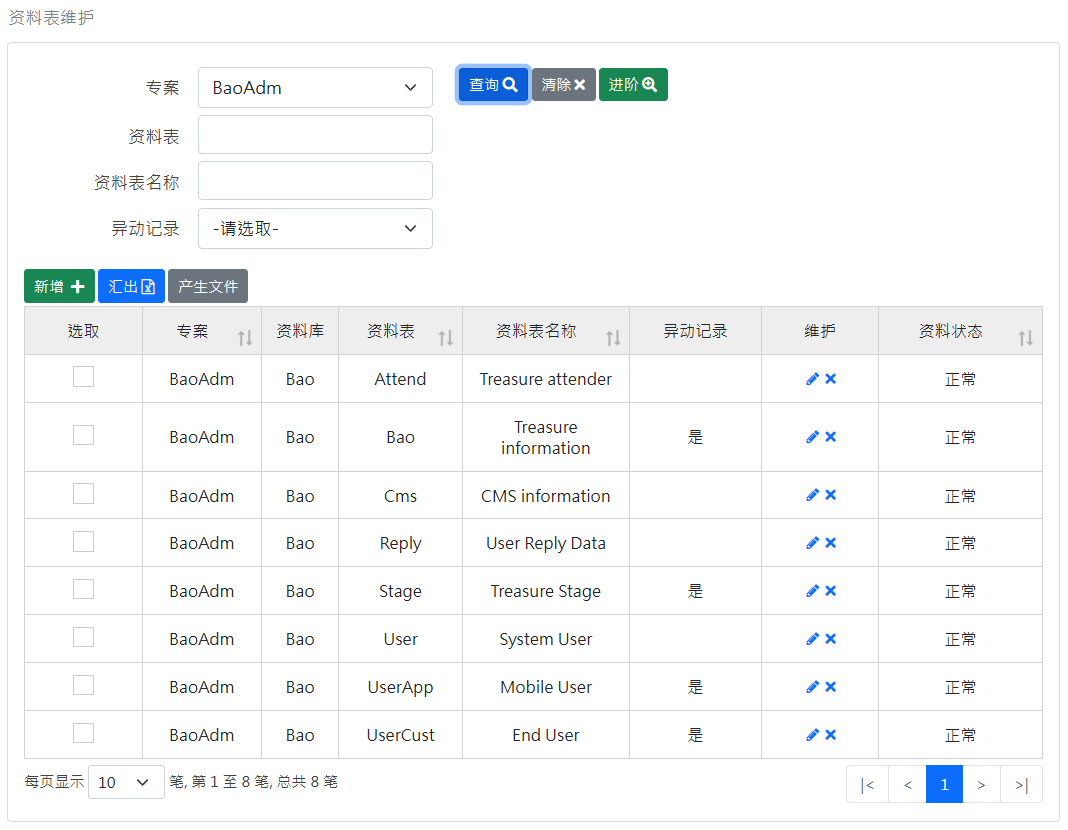 资料表维护
专案 BaoAdm 查询 清除 进阶
资料表
资料表名称
异动记录 -请选取-
新增 汇出 产生文件
选取 专案 资料库 资料表 资料表名称 异动记录 维护 资料状态
BaoAdm Bao Attend Treasure attender 正常
BaoAdm Bao Bao Treasure information 是 正常
BaoAdm Bao Cms CMS information 正常
BaoAdm Bao Reply User Reply Data 正常
BaoAdm Bao Stage Treasure Stage 是 正常
BaoAdm Bao User System User 正常
BaoAdm Bao UserApp Mobile User 是 正常
BaoAdm Bao UserCust End User 是 正常
每页显示 10 笔, 第 1 至 8 笔, 总共 8 笔 |< < 1 > >|